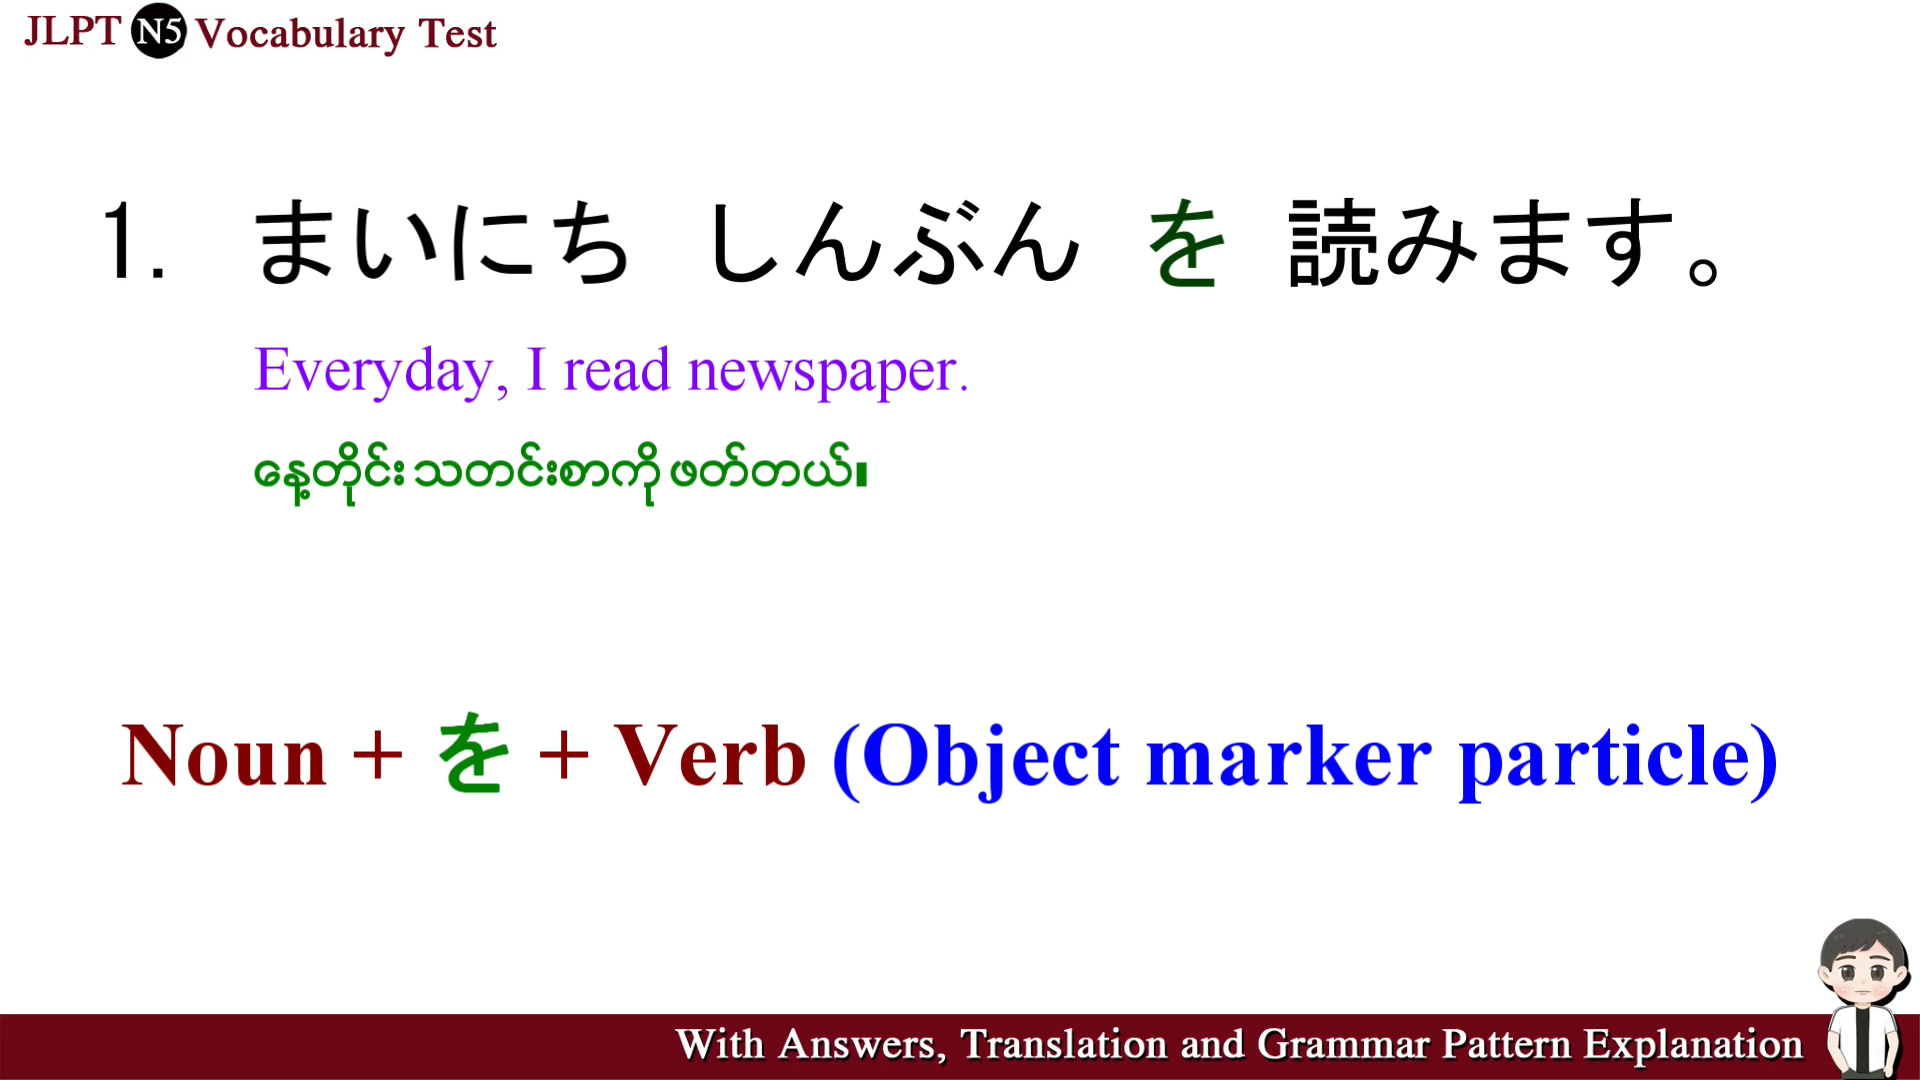 JLPT N5 Vocabulary Test
1. まいにち しんぶん を 読みます。
Everyday, I read newspaper.
နေ့တိုင်း သတင်းစာကို ဖတ်တယ်။
Noun + を + Verb (Object marker particle)
With Answers, Translation and Grammar Pattern Explanation